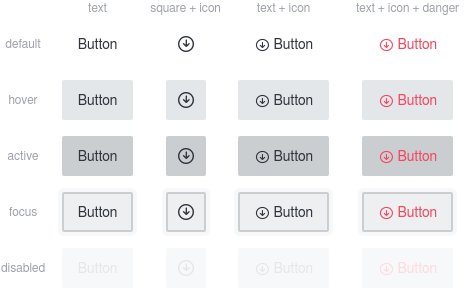 text square + icon text + icon text + icon + danger
default Button Button Button
hover Button Button Button
active Button Button Button
focus Button Button Button
disabled Button Button Button